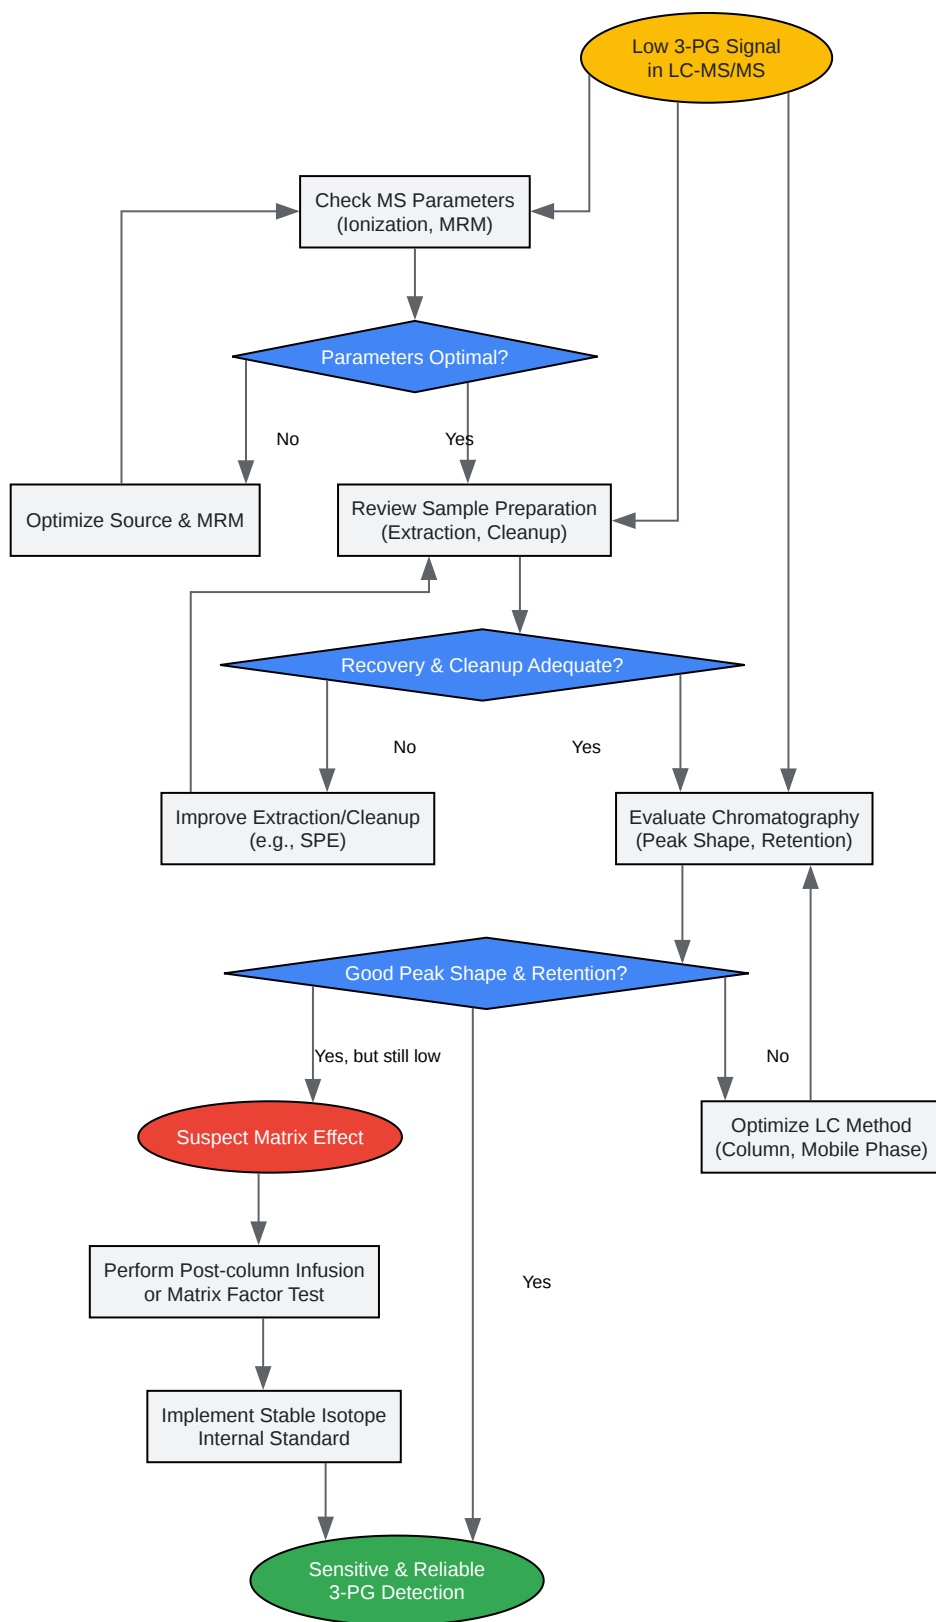 Low 3-PG Signal
in LC-MS/MS
Check MS Parameters
(Ionization, MRM)
Parameters Optimal?
No
Yes
Optimize Source & MRM
Review Sample Preparation
(Extraction, Cleanup)
Recovery & Cleanup Adequate?
No
Yes
Improve Extraction/Cleanup
(e.g., SPE)
Evaluate Chromatography
(Peak Shape, Retention)
Good Peak Shape & Retention?
Yes, but still low
No
Suspect Matrix Effect
Optimize LC Method
(Column, Mobile Phase)
Perform Post-column Infusion
or Matrix Factor Test
Yes
Implement Stable Isotope
Internal Standard
Sensitive & Reliable
3-PG Detection